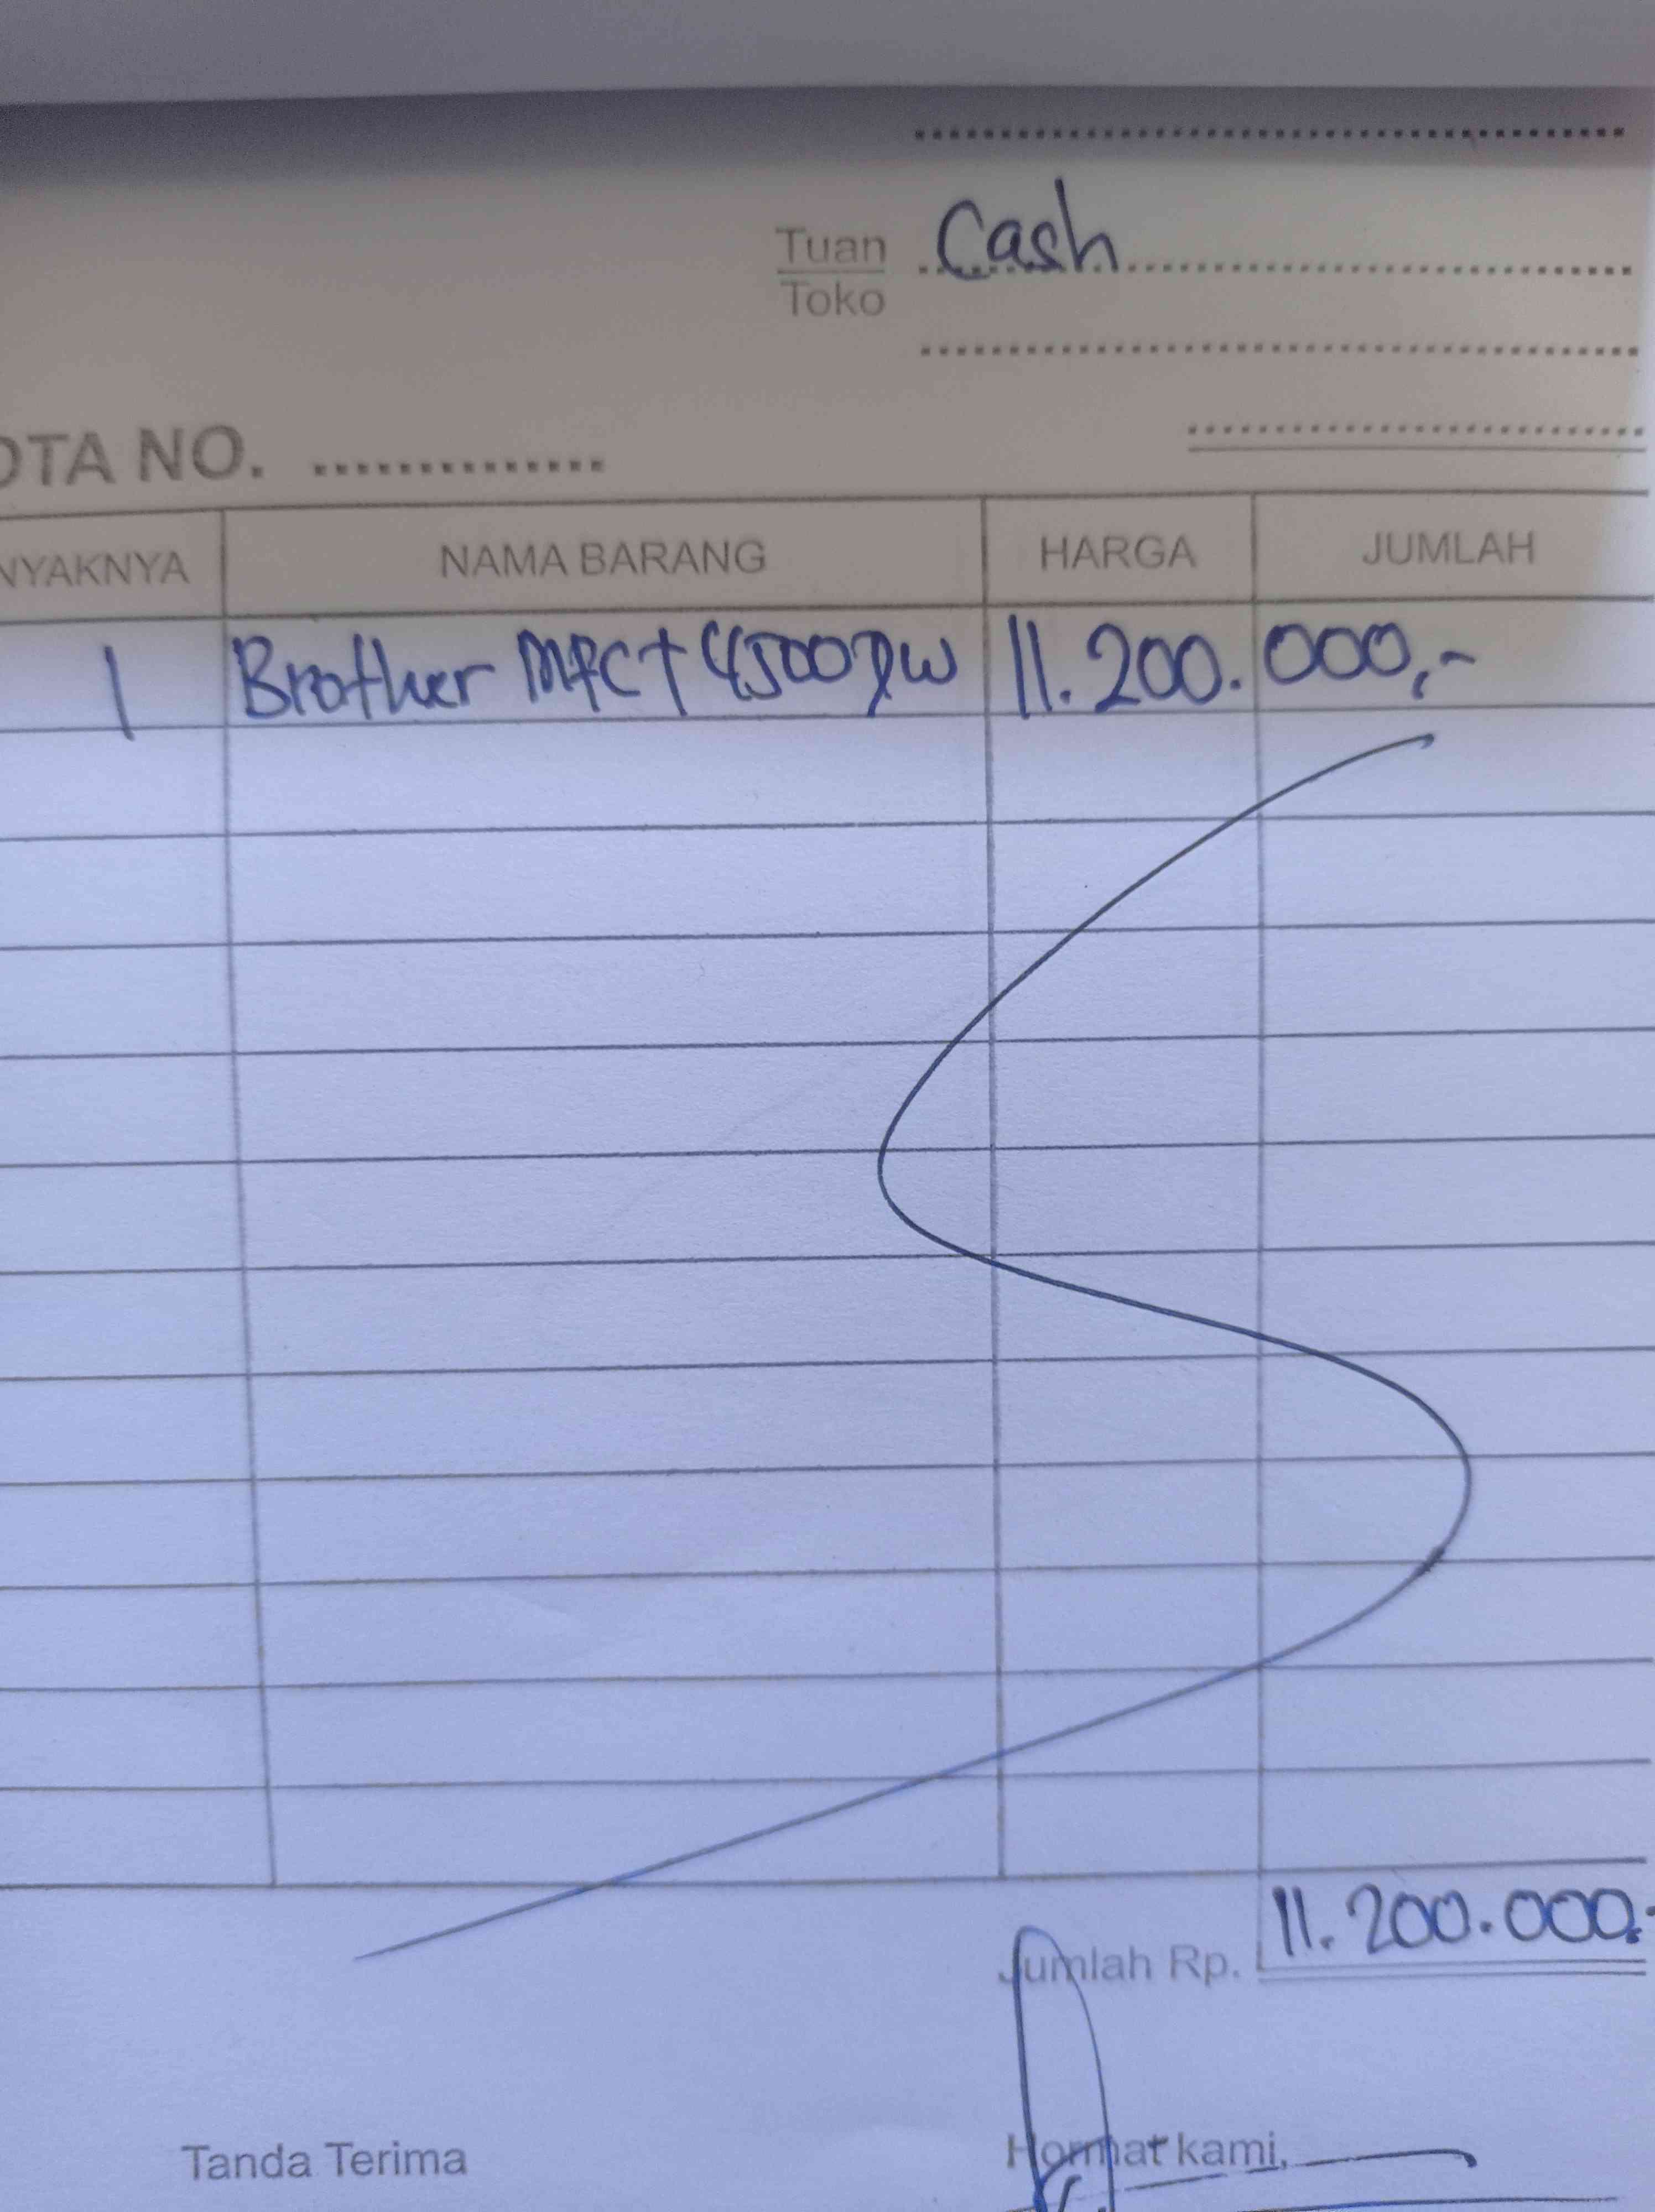 Tuan Cash
Toko
OTA NO. ..............
NYAKNYA NAMA BARANG HARGA JUMLAH
1 Brother MFCT 4500DW 11.200.000,-
Jumlah Rp. 11.200.000.-
Tanda Terima Hormat kami,